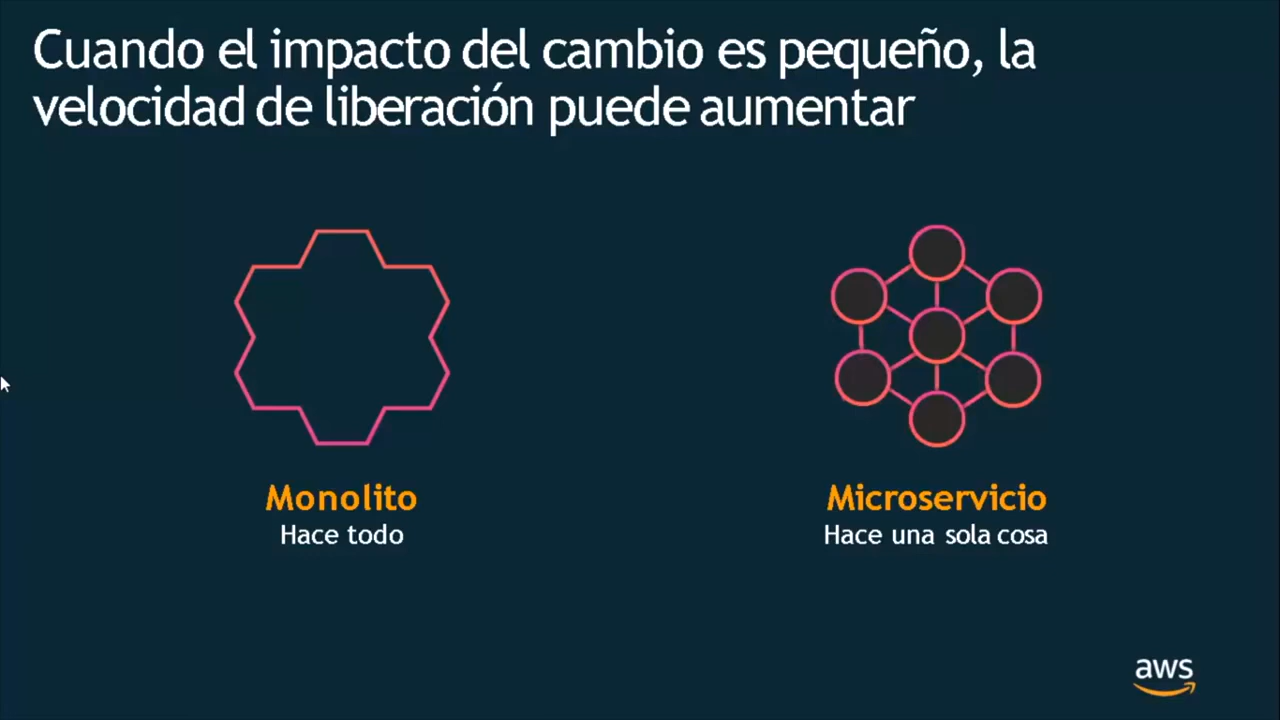 Cuando el impacto del cambio es pequeño, la
velocidad de liberación puede aumentar
Monolito
Hace todo
Microservicio
Hace una sola cosa
aws